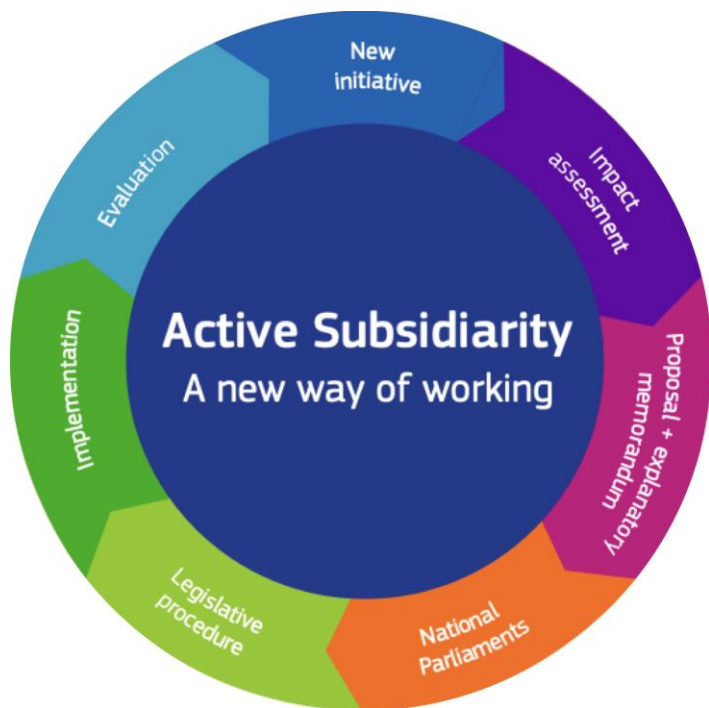 New
initiative
Impact
assessment
Proposal + explanatory
memorandum
National
Parliaments
Legislative
procedure
Implementation
Evaluation
Active Subsidiarity
A new way of working